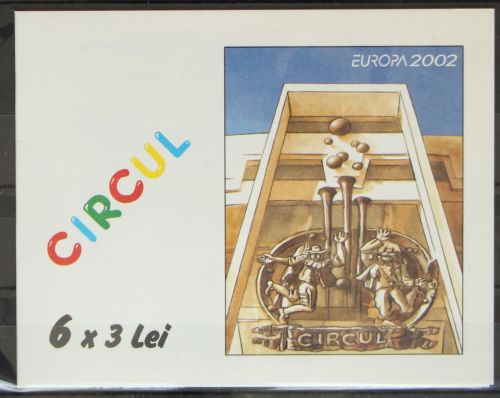 EUROPA 2002
CIRCUL
CIRCUL
6 x 3 Lei